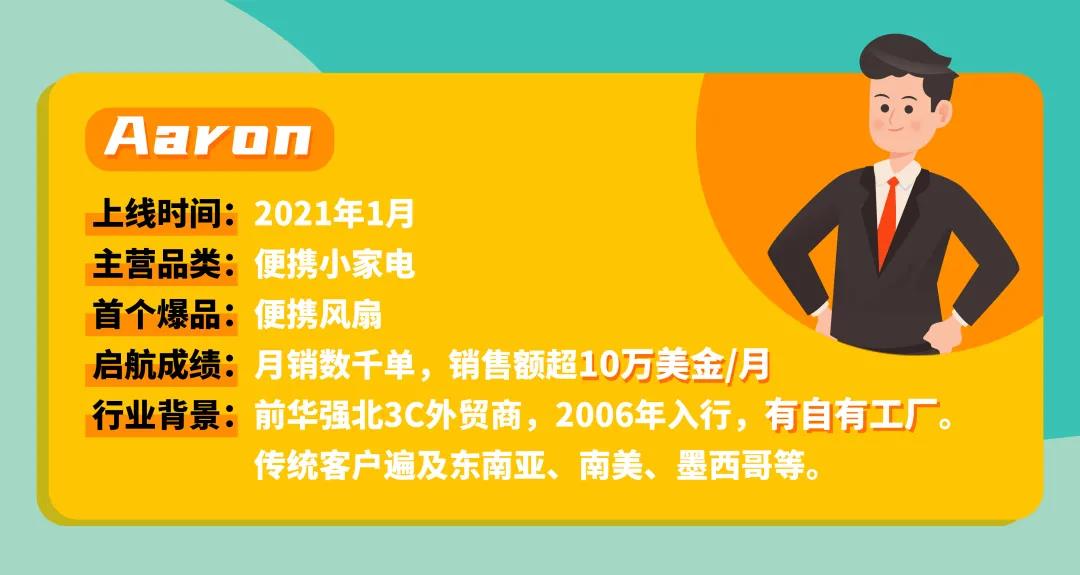 Aaron
上线时间：2021年1月
主营品类：便携小家电
首个爆品：便携风扇
启航成绩：月销数千单，销售额超10万美金/月
行业背景：前华强北3C外贸商，2006年入行，有自有工厂。
传统客户遍及东南亚、南美、墨西哥等。